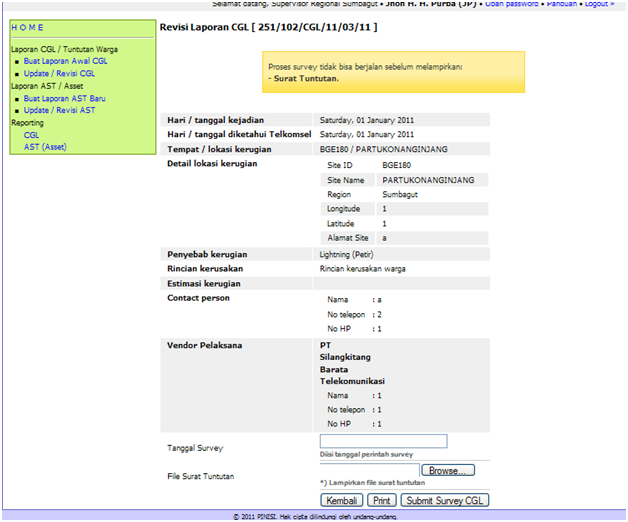 Selamat datang, Supervisor Regional Sumbagut • Jhon H. H. Purba (JP) • Ubah password • Panduan • Logout »
HOME
Laporan CGL / Tuntutan Warga
Buat Laporan Awal CGL
Update / Revisi CGL
Laporan AST / Asset
Buat Laporan AST Baru
Update / Revisi AST
Reporting
CGL
AST (Asset)
Revisi Laporan CGL [ 251/102/CGL/11/03/11 ]
Proses survey tidak bisa berjalan sebelum melampirkan:
- Surat Tuntutan.
Hari / tanggal kejadian Saturday, 01 January 2011
Hari / tanggal diketahui Telkomsel Saturday, 01 January 2011
Tempat / lokasi kerugian BGE180 / PARTUKONANGINJANG
Detail lokasi kerugian Site ID BGE180
Site Name PARTUKONANGINJANG
Region Sumbagut
Longitude 1
Latitude 1
Alamat Site a
Penyebab kerugian Lightning (Petir)
Rincian kerusakan Rincian kerusakan warga
Estimasi kerugian
Contact person Nama : a
No telepon : 2
No HP : 1
Vendor Pelaksana PT
Silangkitang
Barata
Telekomunikasi
Nama : 1
No telepon : 1
No HP : 1
Tanggal Survey
Diisi tanggal perintah survey
File Surat Tuntutan Browse...
*) Lampirkan file surat tuntutan
Kembali Print Submit Survey CGL
© 2011 PINISI. Hak cipta dilindungi oleh undang-undang.